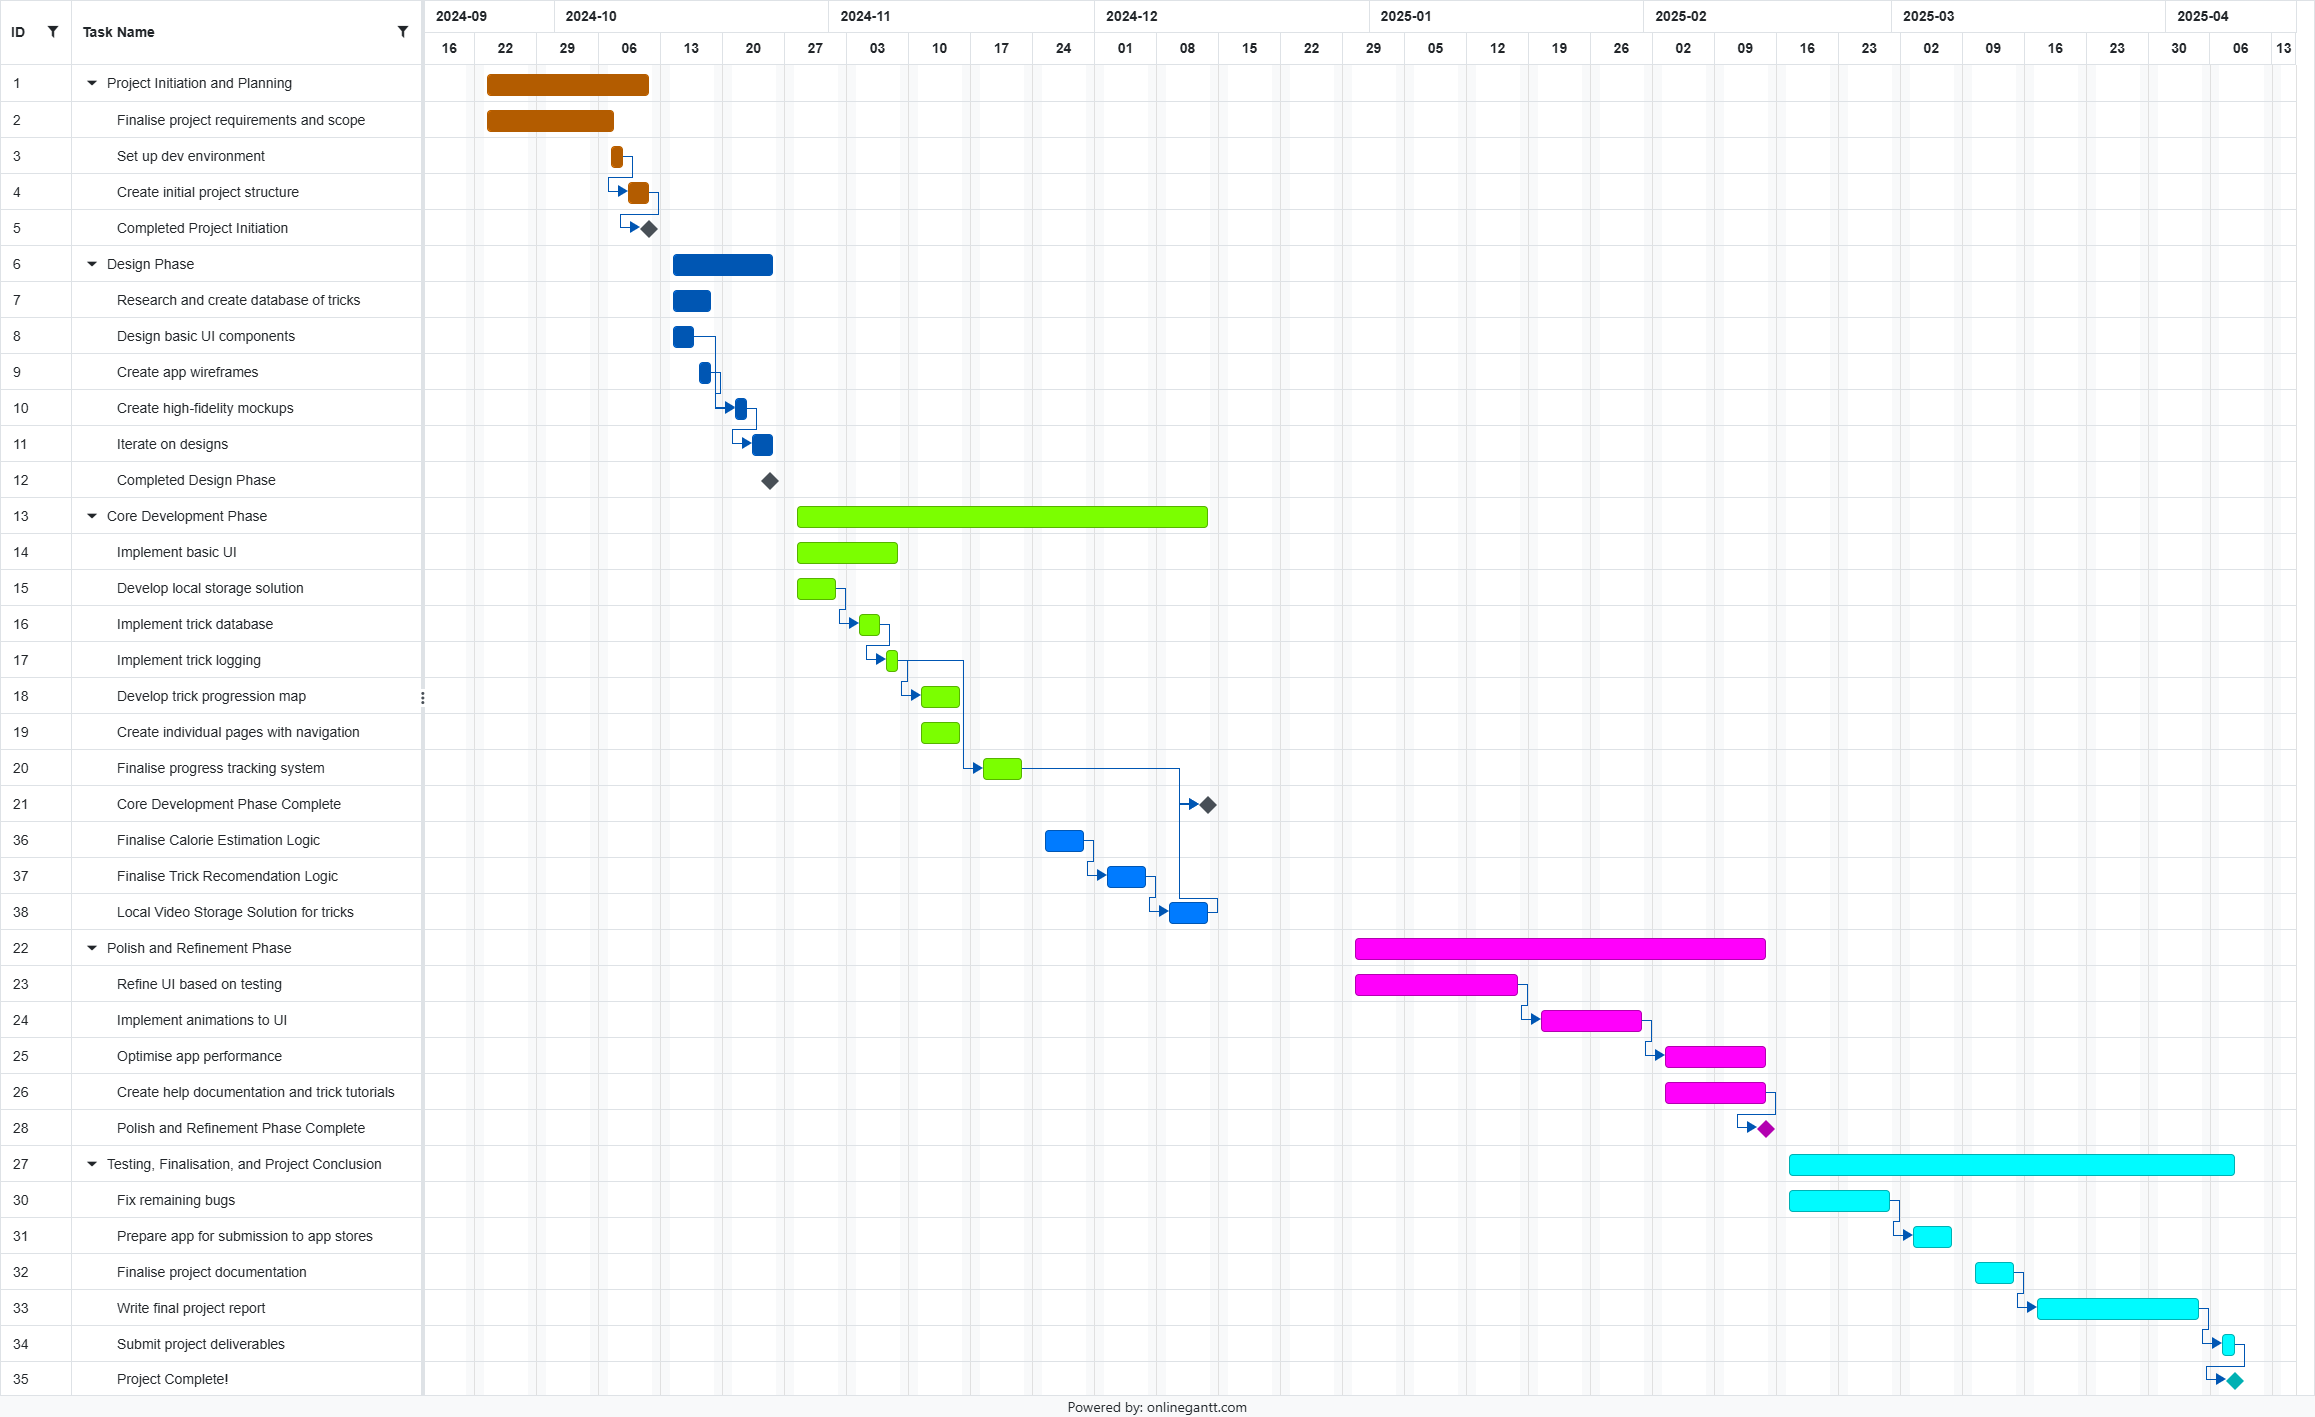 ID Task Name 2024-09 2024-10 2024-11 2024-12 2025-01 2025-02 2025-03 2025-04
16 22 29 06 13 20 27 03 10 17 24 01 08 15 22 29 05 12 19 26 02 09 16 23 02 09 16 23 30 06 13
1 Project Initiation and Planning
2 Finalise project requirements and scope
3 Set up dev environment
4 Create initial project structure
5 Completed Project Initiation
6 Design Phase
7 Research and create database of tricks
8 Design basic UI components
9 Create app wireframes
10 Create high-fidelity mockups
11 Iterate on designs
12 Completed Design Phase
13 Core Development Phase
14 Implement basic UI
15 Develop local storage solution
16 Implement trick database
17 Implement trick logging
18 Develop trick progression map
19 Create individual pages with navigation
20 Finalise progress tracking system
21 Core Development Phase Complete
36 Finalise Calorie Estimation Logic
37 Finalise Trick Recomendation Logic
38 Local Video Storage Solution for tricks
22 Polish and Refinement Phase
23 Refine UI based on testing
24 Implement animations to UI
25 Optimise app performance
26 Create help documentation and trick tutorials
28 Polish and Refinement Phase Complete
27 Testing, Finalisation, and Project Conclusion
30 Fix remaining bugs
31 Prepare app for submission to app stores
32 Finalise project documentation
33 Write final project report
34 Submit project deliverables
35 Project Complete!
Powered by: onlinegantt.com